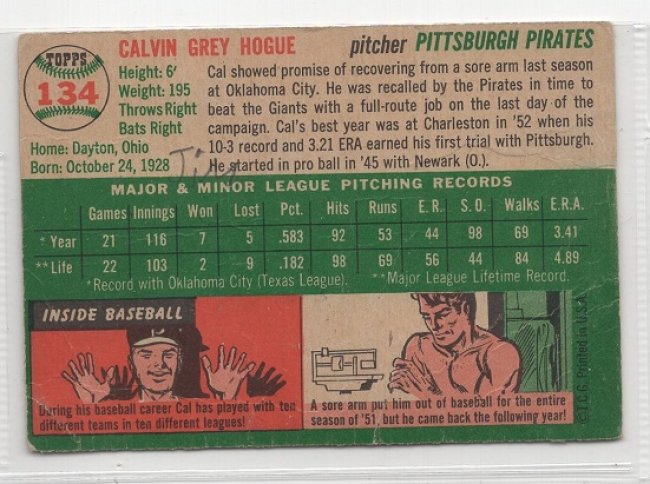 TOPPS
134
CALVIN GREY HOGUE
pitcher PITTSBURGH PIRATES
Height: 6'
Weight: 195
Throws Right
Bats Right
Home: Dayton, Ohio
Born: October 24, 1928
Cal showed promise of recovering from a sore arm last season
at Oklahoma City. He was recalled by the Pirates in time to
beat the Giants with a full-route job on the last day of the
campaign. Cal's best year was at Charleston in '52 when his
10-3 record and 3.21 ERA earned his first trial with Pittsburgh.
He started in pro ball in '45 with Newark (O.).
Jim
MAJOR & MINOR LEAGUE PITCHING RECORDS
Games Innings Won Lost Pct. Hits Runs E.R. S.O. Walks E.R.A.
*Year 21 116 7 5 .583 92 53 44 98 69 3.41
**Life 22 103 2 9 .182 98 69 56 44 84 4.89
*Record with Oklahoma City (Texas League). **Major League Lifetime Record.
INSIDE BASEBALL
During his baseball career Cal has played with ten
different teams in ten different leagues!
A sore arm put him out of baseball for the entire
season of '51, but he came back the following year!
© T.C.G. Printed in U.S.A.